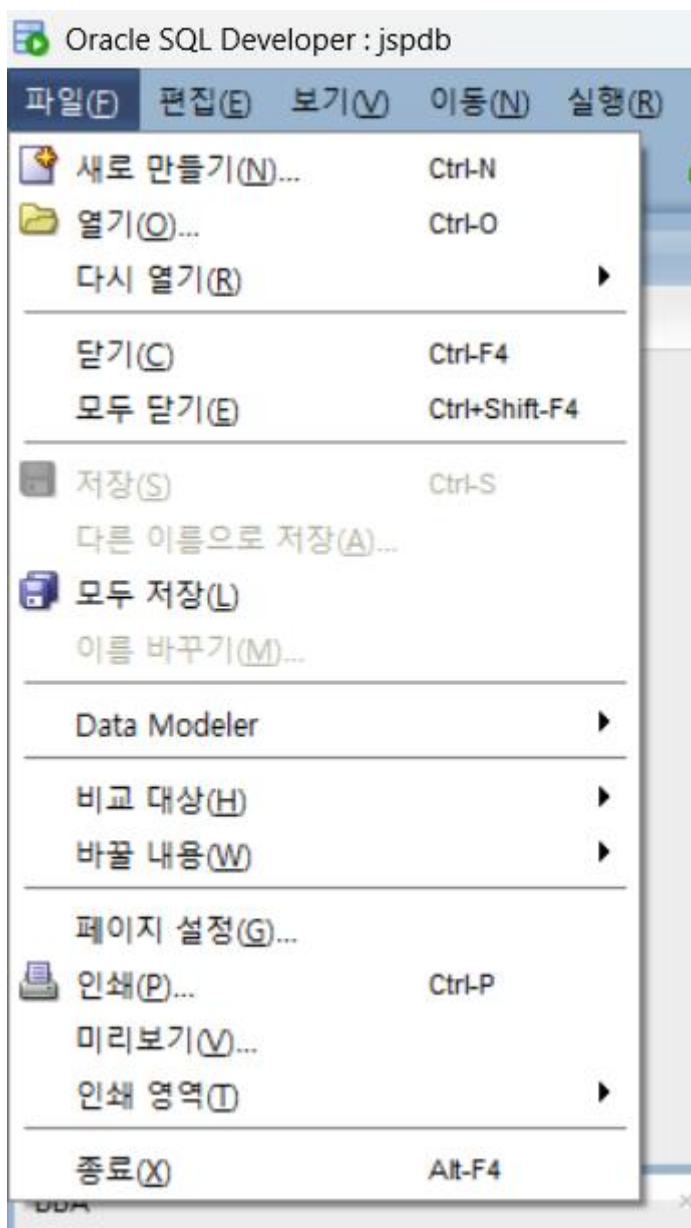 Oracle SQL Developer : jspdb
파일(F) 편집(E) 보기(V) 이동(N) 실행(R)
새로 만들기(N)... Ctrl-N
열기(O)... Ctrl-O
다시 열기(R)
닫기(C) Ctrl-F4
모두 닫기(E) Ctrl+Shift-F4
저장(S) Ctrl-S
다른 이름으로 저장(A)...
모두 저장(L)
이름 바꾸기(M)...
Data Modeler
비교 대상(H)
바꿀 내용(W)
페이지 설정(G)...
인쇄(P)... Ctrl-P
미리보기(V)...
인쇄 영역(T)
종료(X) Alt-F4
DBA